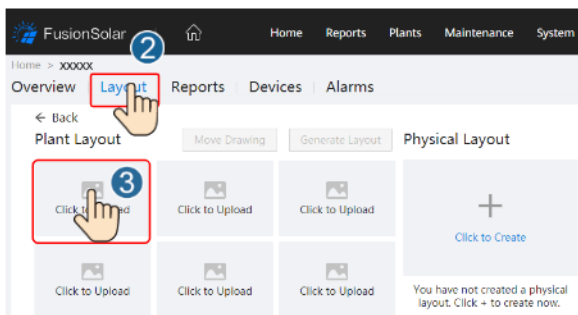 FusionSolar Home Reports Plants Maintenance System
2
Home > xxxxx
Overview Layout Reports Devices Alarms
← Back
Plant Layout Move Drawing Generate Layout Physical Layout
3
Click to Upload Click to Upload Click to Upload
Click to Create
Click to Upload Click to Upload Click to Upload
You have not created a physical
layout. Click + to create now.